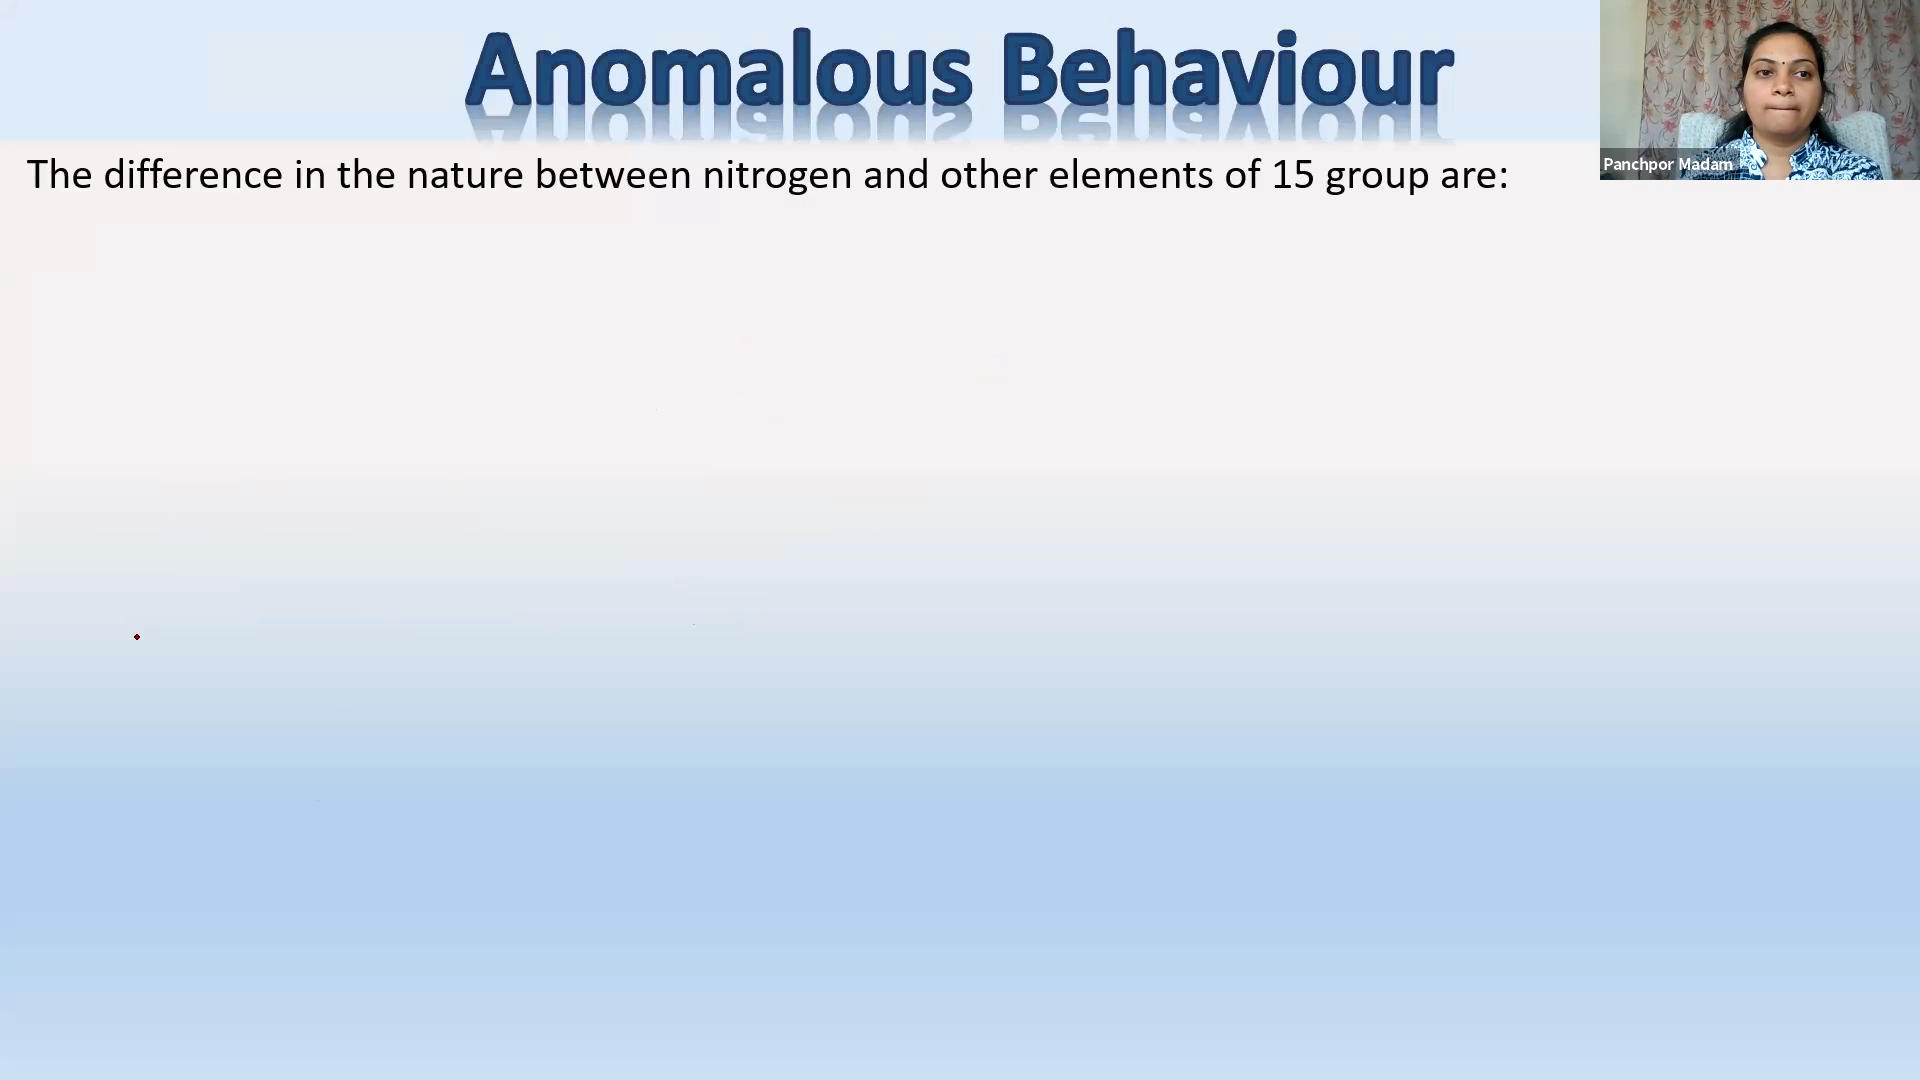 Anomalous Behaviour
The difference in the nature between nitrogen and other elements of 15 group are:
Panchpor Madam